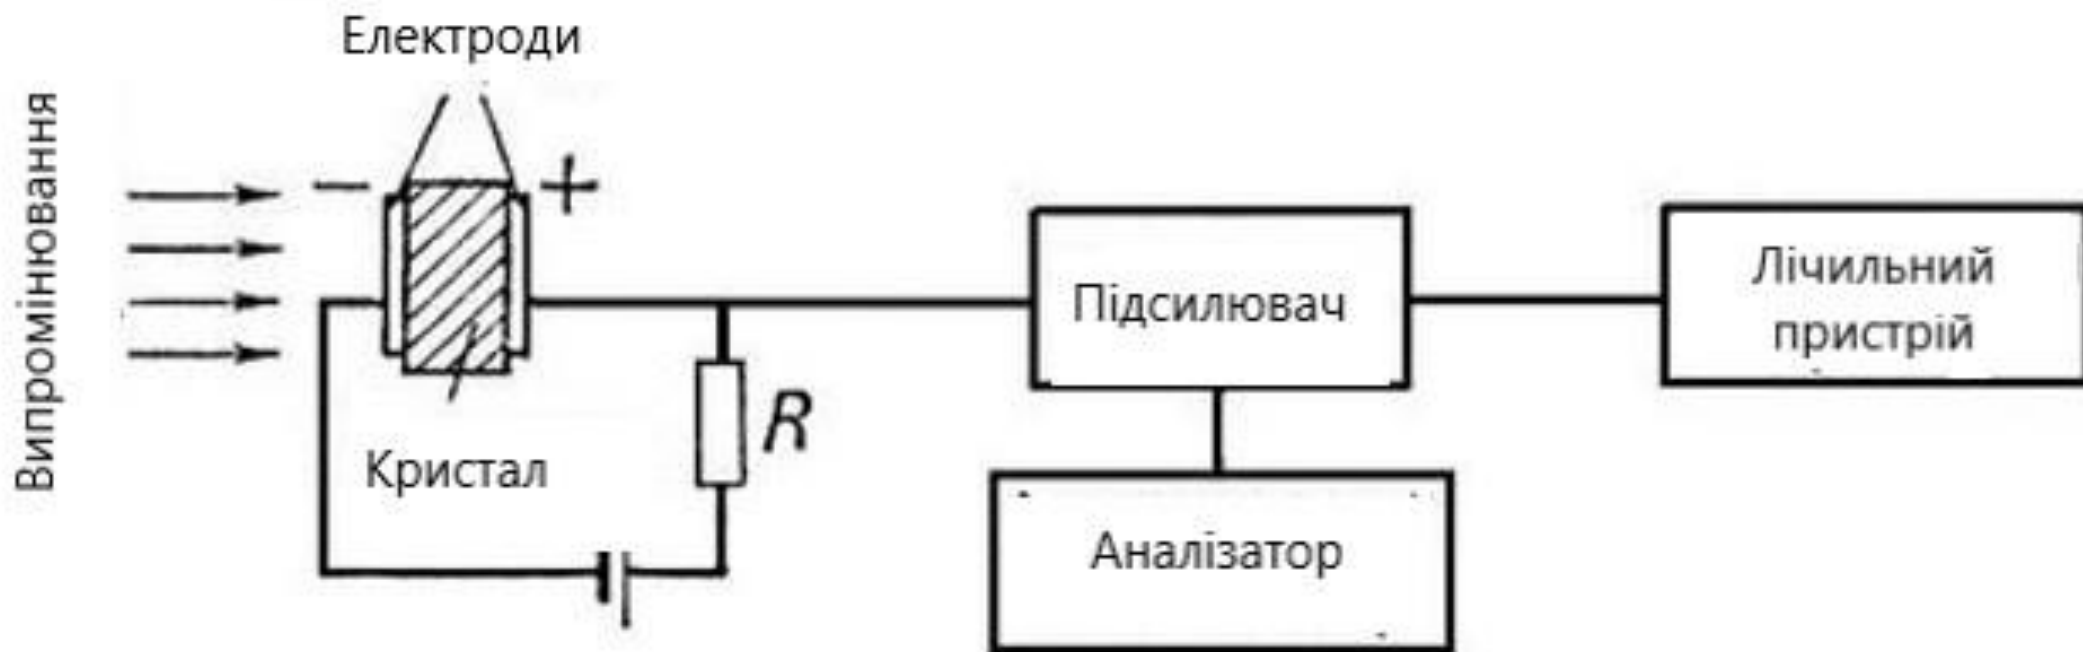 Електроди
Випромінювання
−
+
Підсилювач
Лічильний
пристрій
R
Кристал
Аналізатор